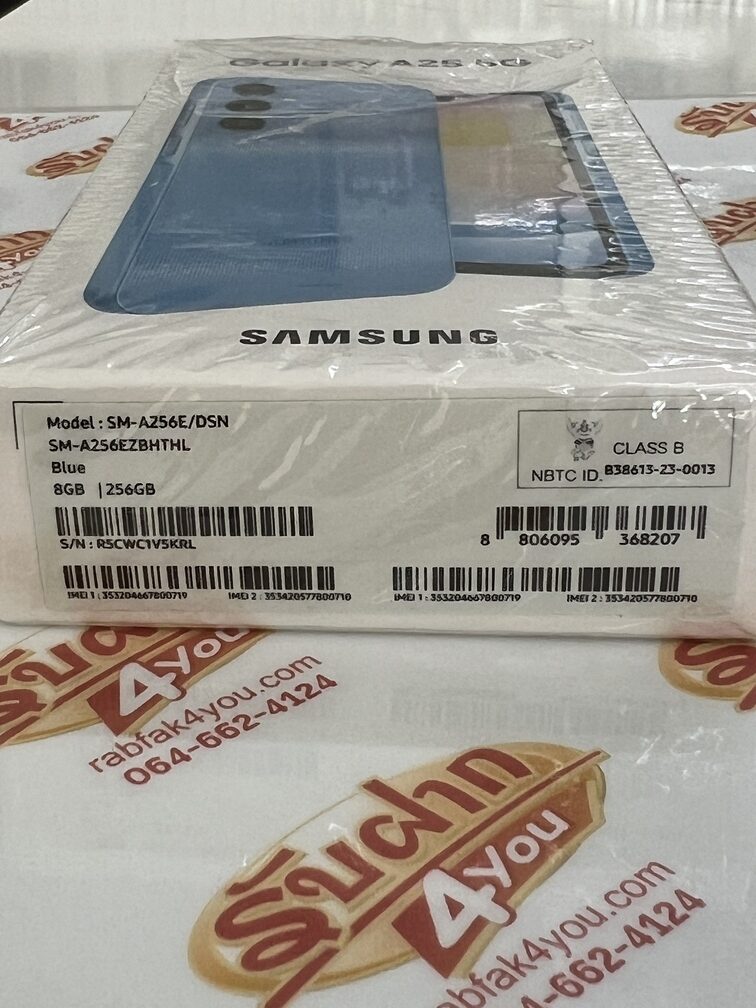 Galaxy A25 5G
SAMSUNG
Model : SM-A256E/DSN
SM-A256EZBHTHL
Blue
8GB | 256GB
S/N : R5CWC1V5KRL
CLASS B
NBTC ID. B38613-23-0013
8 806095 368207
IMEI 1 : 353204667800719
IMEI 2 : 353420577800710
IMEI 1 : 353204667800719
IMEI 2 : 353420577800710
รับฝาก
4you
rabfak4you.com
064-662-4124
รับฝาก
4you
rabfak4you.com
064-662-4124